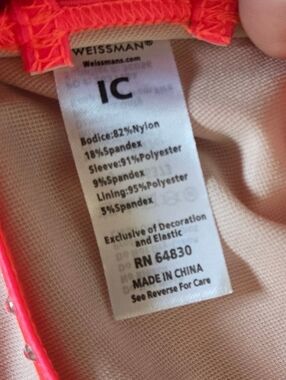 WEISSMAN®
Weissmans.com
IC
Bodice:82%Nylon
18%Spandex
Sleeve:91%Polyester
9%Spandex
Lining:95%Polyester
5%Spandex
Exclusive of Decoration
and Elastic
RN 64830
MADE IN CHINA
See Reverse For Care